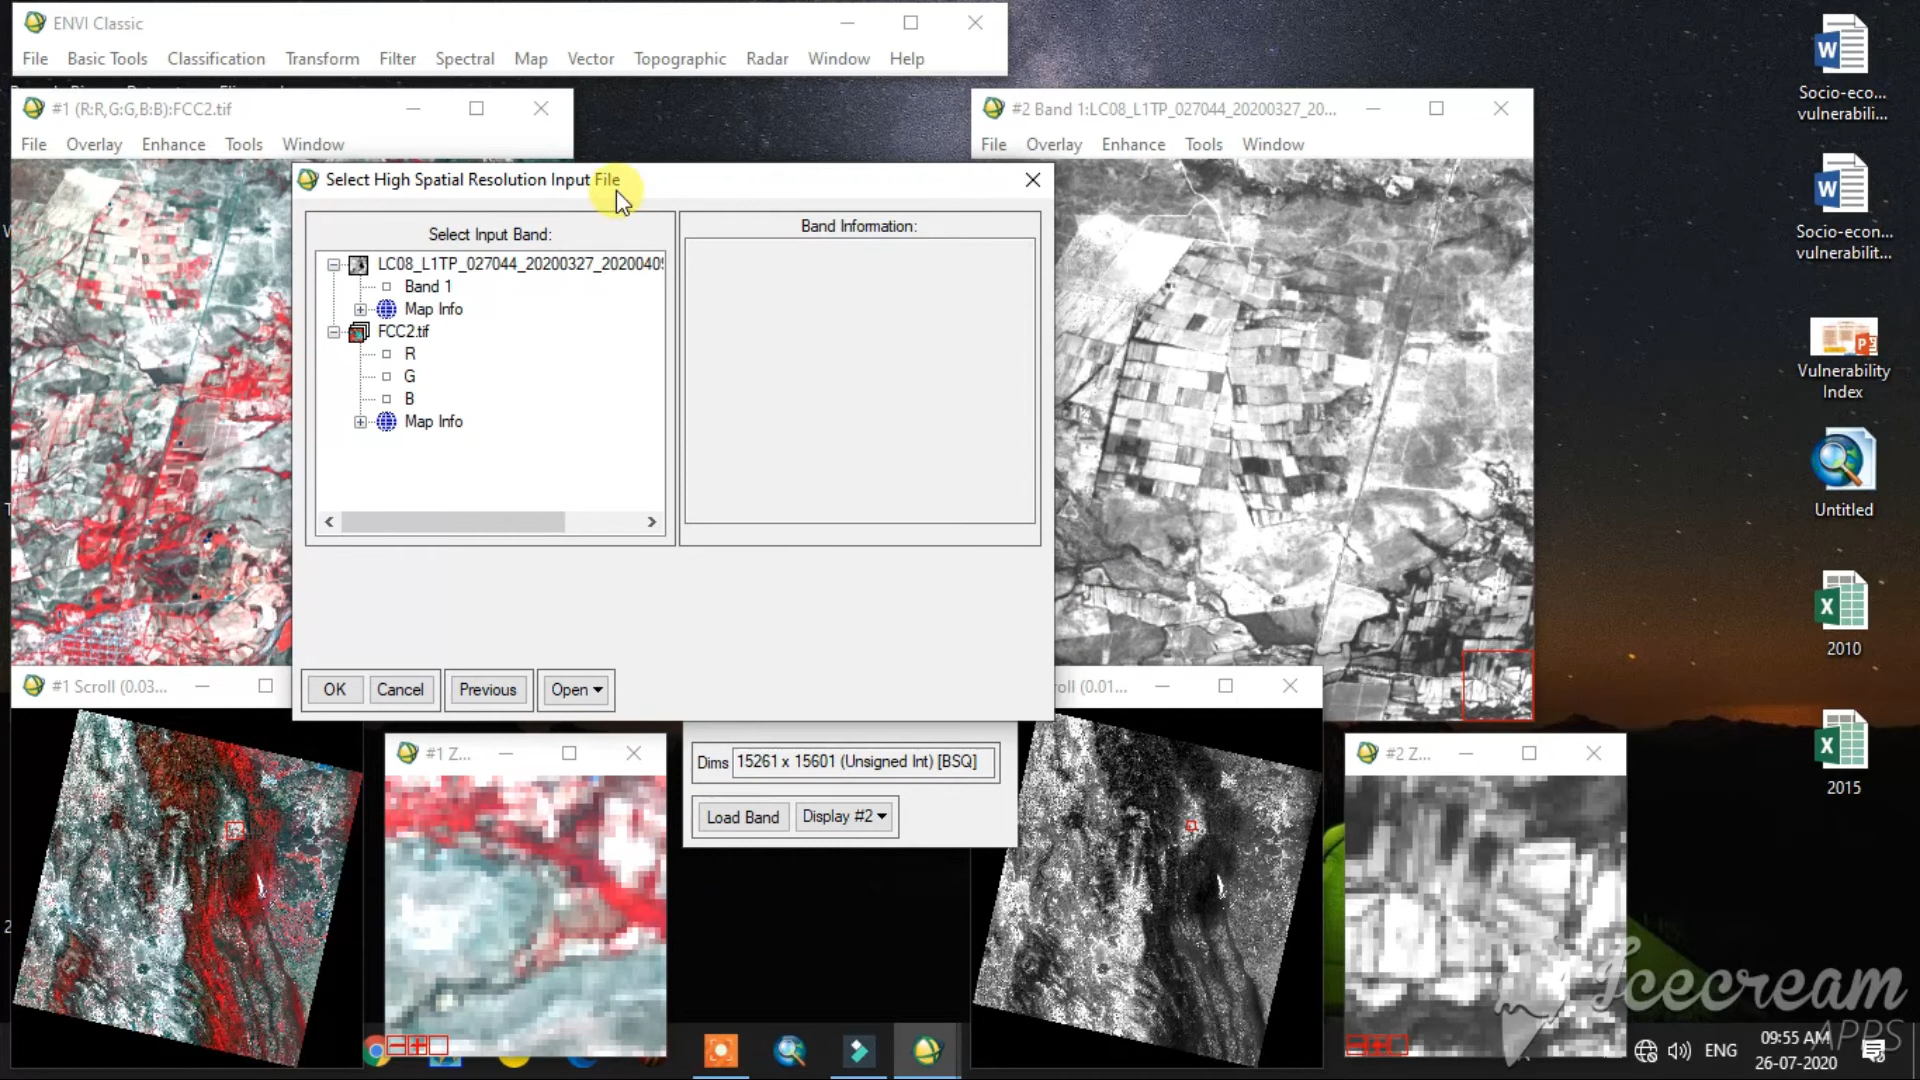 ENVI Classic
File Basic Tools Classification Transform Filter Spectral Map Vector Topographic Radar Window Help
#1 (R:R,G:G,B:B):FCC2.tif
File Overlay Enhance Tools Window
#2 Band 1:LC08_L1TP_027044_20200327_20...
File Overlay Enhance Tools Window
Select High Spatial Resolution Input File
Select Input Band:
LC08_L1TP_027044_20200327_2020040
Band 1
Map Info
FCC2.tif
R
G
B
Map Info
Band Information:
OK Cancel Previous Open
#1 Scroll (0.03...
(0.01...
#1 Z...
Dims 15261 x 15601 (Unsigned Int) [BSQ]
Load Band Display #2
#2 Z...
Socio-eco...
vulnerabili...
Socio-econ...
vulnerabilit...
Vulnerability
Index
Untitled
2010
2015
Icecream
APPS
ENG
09:55 AM
26-07-2020